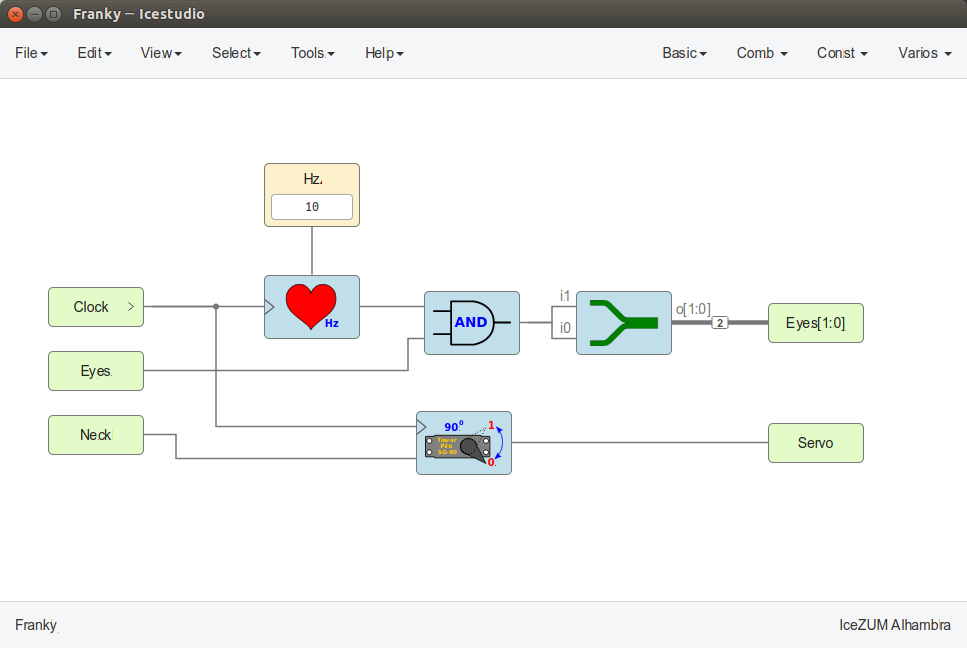 Franky – Icestudio
File Edit View Select Tools Help Basic Comb Const Varios
Hz
10
Clock
Hz
Eyes
Neck
AND
i1
i0
o[1:0]
2
Eyes[1:0]
90º
1
Tower
Pro
SG-90
0
Servo
Franky
IceZUM Alhambra